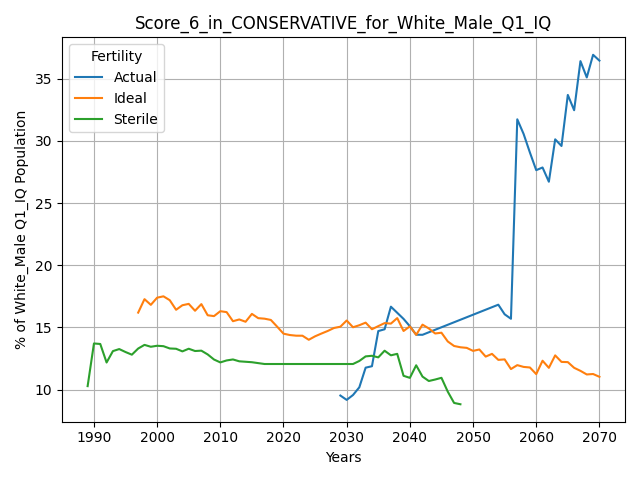 Score_6_in_CONSERVATIVE_for_White_Male_Q1_IQ
Fertility
Actual
Ideal
Sterile
% of White_Male Q1_IQ Population
35
30
25
20
15
10
1990 2000 2010 2020 2030 2040 2050 2060 2070
Years